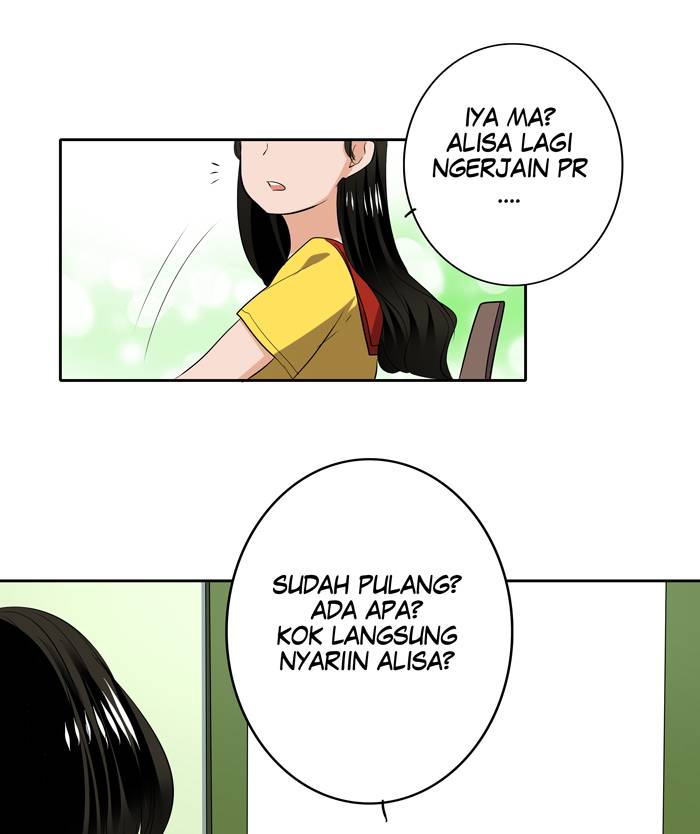 IYA MA?
ALISA LAGI
NGERJAIN PR
....
SUDAH PULANG?
ADA APA?
KOK LANGSUNG
NYARIIN ALISA?